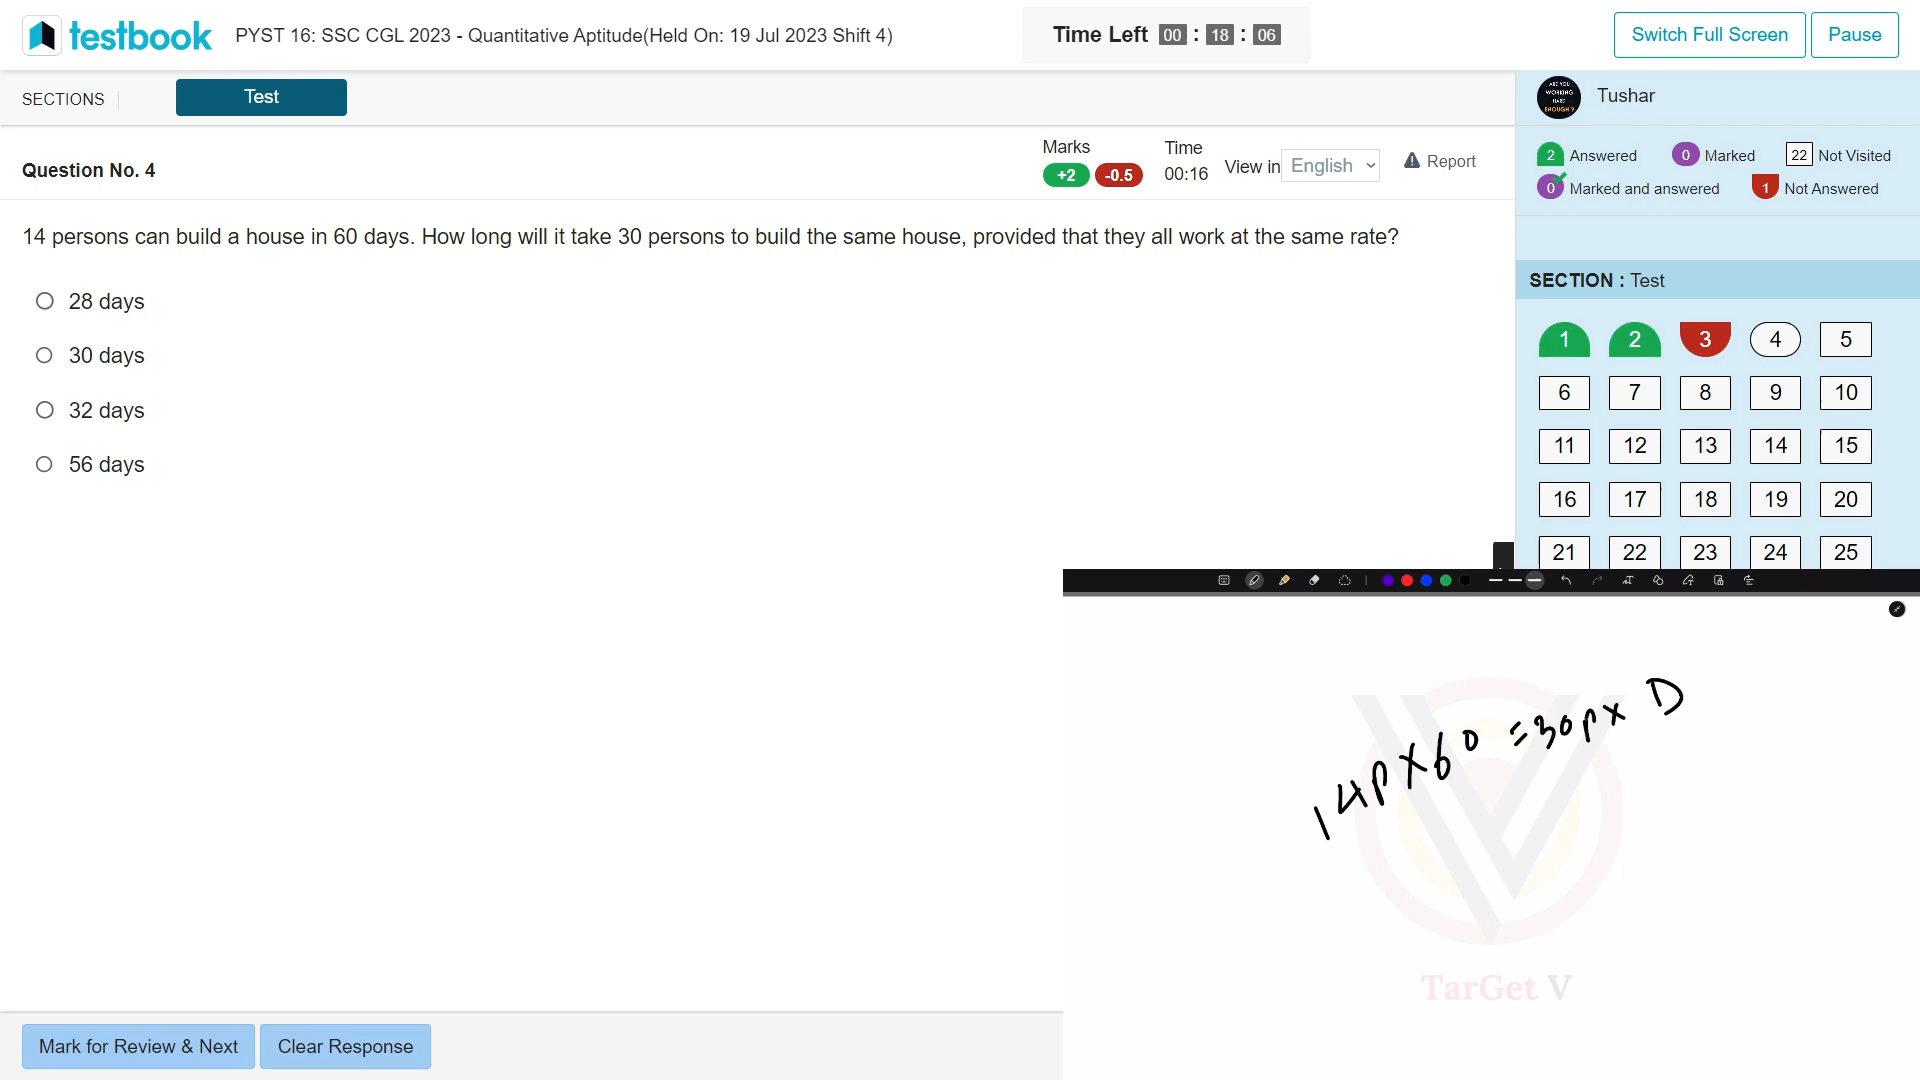 testbook PYST 16: SSC CGL 2023 - Quantitative Aptitude(Held On: 19 Jul 2023 Shift 4) Time Left 00 : 18 : 06 Switch Full Screen Pause
SECTIONS Test
ARE YOU
WORKING
HARD
ENOUGH ?
Tushar
Question No. 4
Marks
+2 -0.5
Time
00:16
View in English
Report
2 Answered 0 Marked 22 Not Visited
0 Marked and answered 1 Not Answered
14 persons can build a house in 60 days. How long will it take 30 persons to build the same house, provided that they all work at the same rate?
28 days
30 days
32 days
56 days
SECTION : Test
1 2 3 4 5
6 7 8 9 10
11 12 13 14 15
16 17 18 19 20
21 22 23 24 25
14P×60 =30P× D
TarGet V
Mark for Review & Next Clear Response